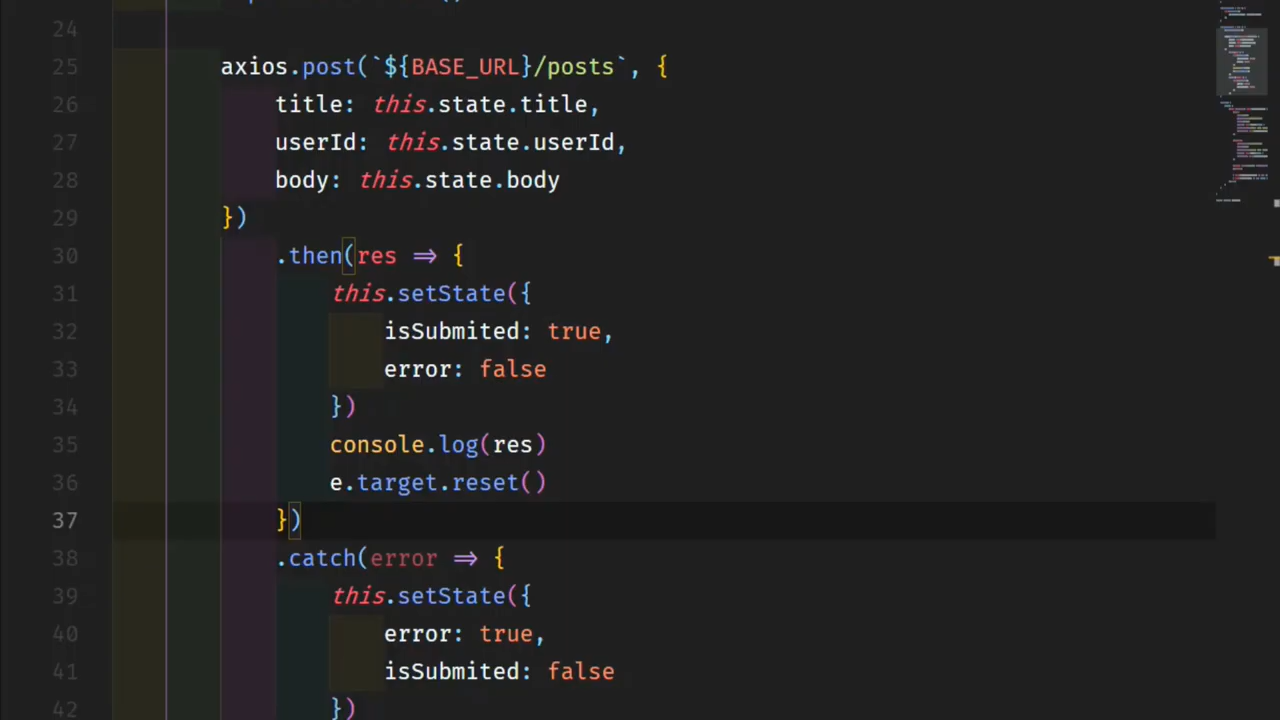 24
25 axios.post(`${BASE_URL}/posts`, {
26 title: this.state.title,
27 userId: this.state.userId,
28 body: this.state.body
29 })
30 .then(res => {
31 this.setState({
32 isSubmited: true,
33 error: false
34 })
35 console.log(res)
36 e.target.reset()
37 })
38 .catch(error => {
39 this.setState({
40 error: true,
41 isSubmited: false
42 })